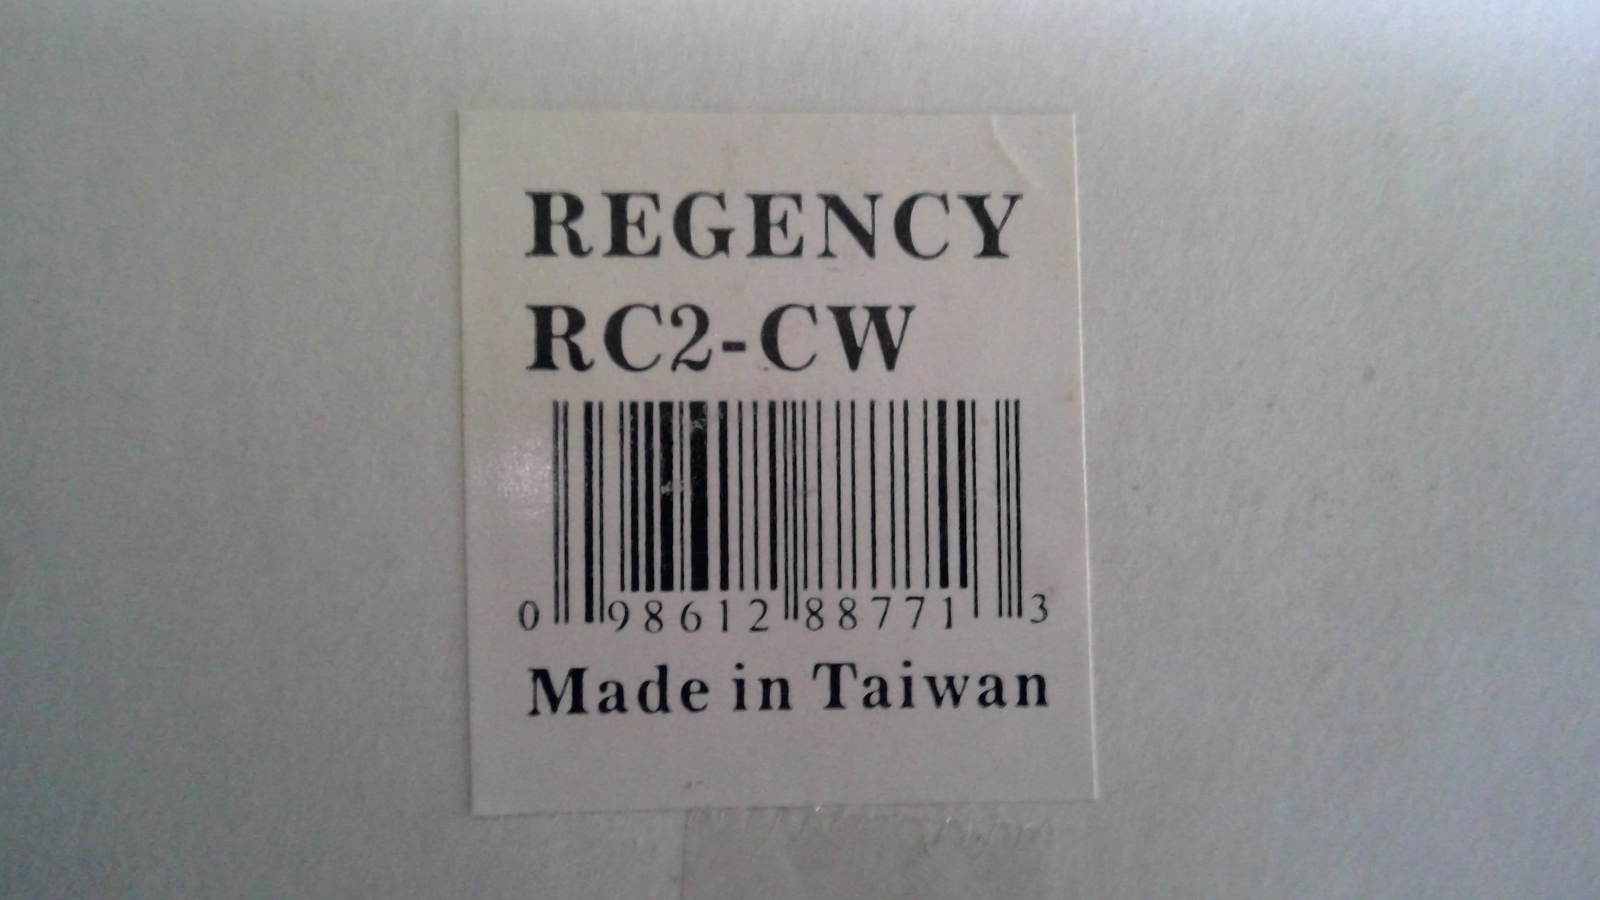 REGENCY
RC2-CW
0 98612 88771 3
Made in Taiwan